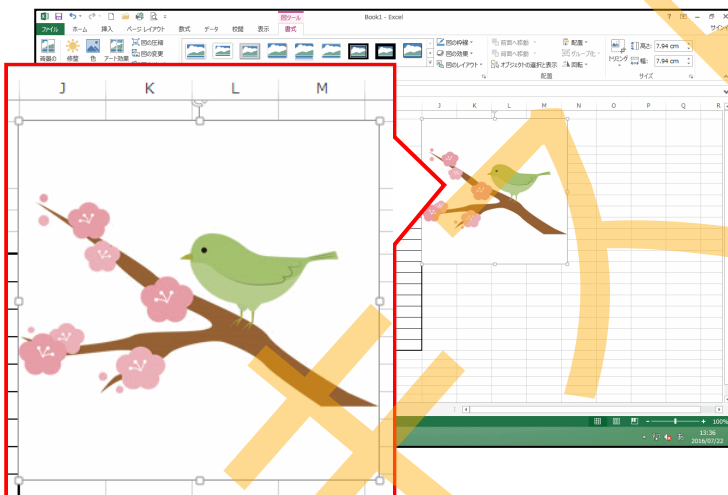 図ツール
Book1 - Excel
ファイル ホーム 挿入 ページ レイアウト 数式 データ 校閲 表示 書式 サインイ
図の圧縮
図の変更
背景の 修整 色 アート効果
図の枠線
図の効果
図のレイアウト
前面へ移動
背面へ移動
オブジェクトの選択と表示
配置
グループ化
回転
トリミング
高さ: 7.94 cm
幅: 7.94 cm
配置 サイズ
J K L M
J K L M N O P Q R
100%
13:36
2016/07/22